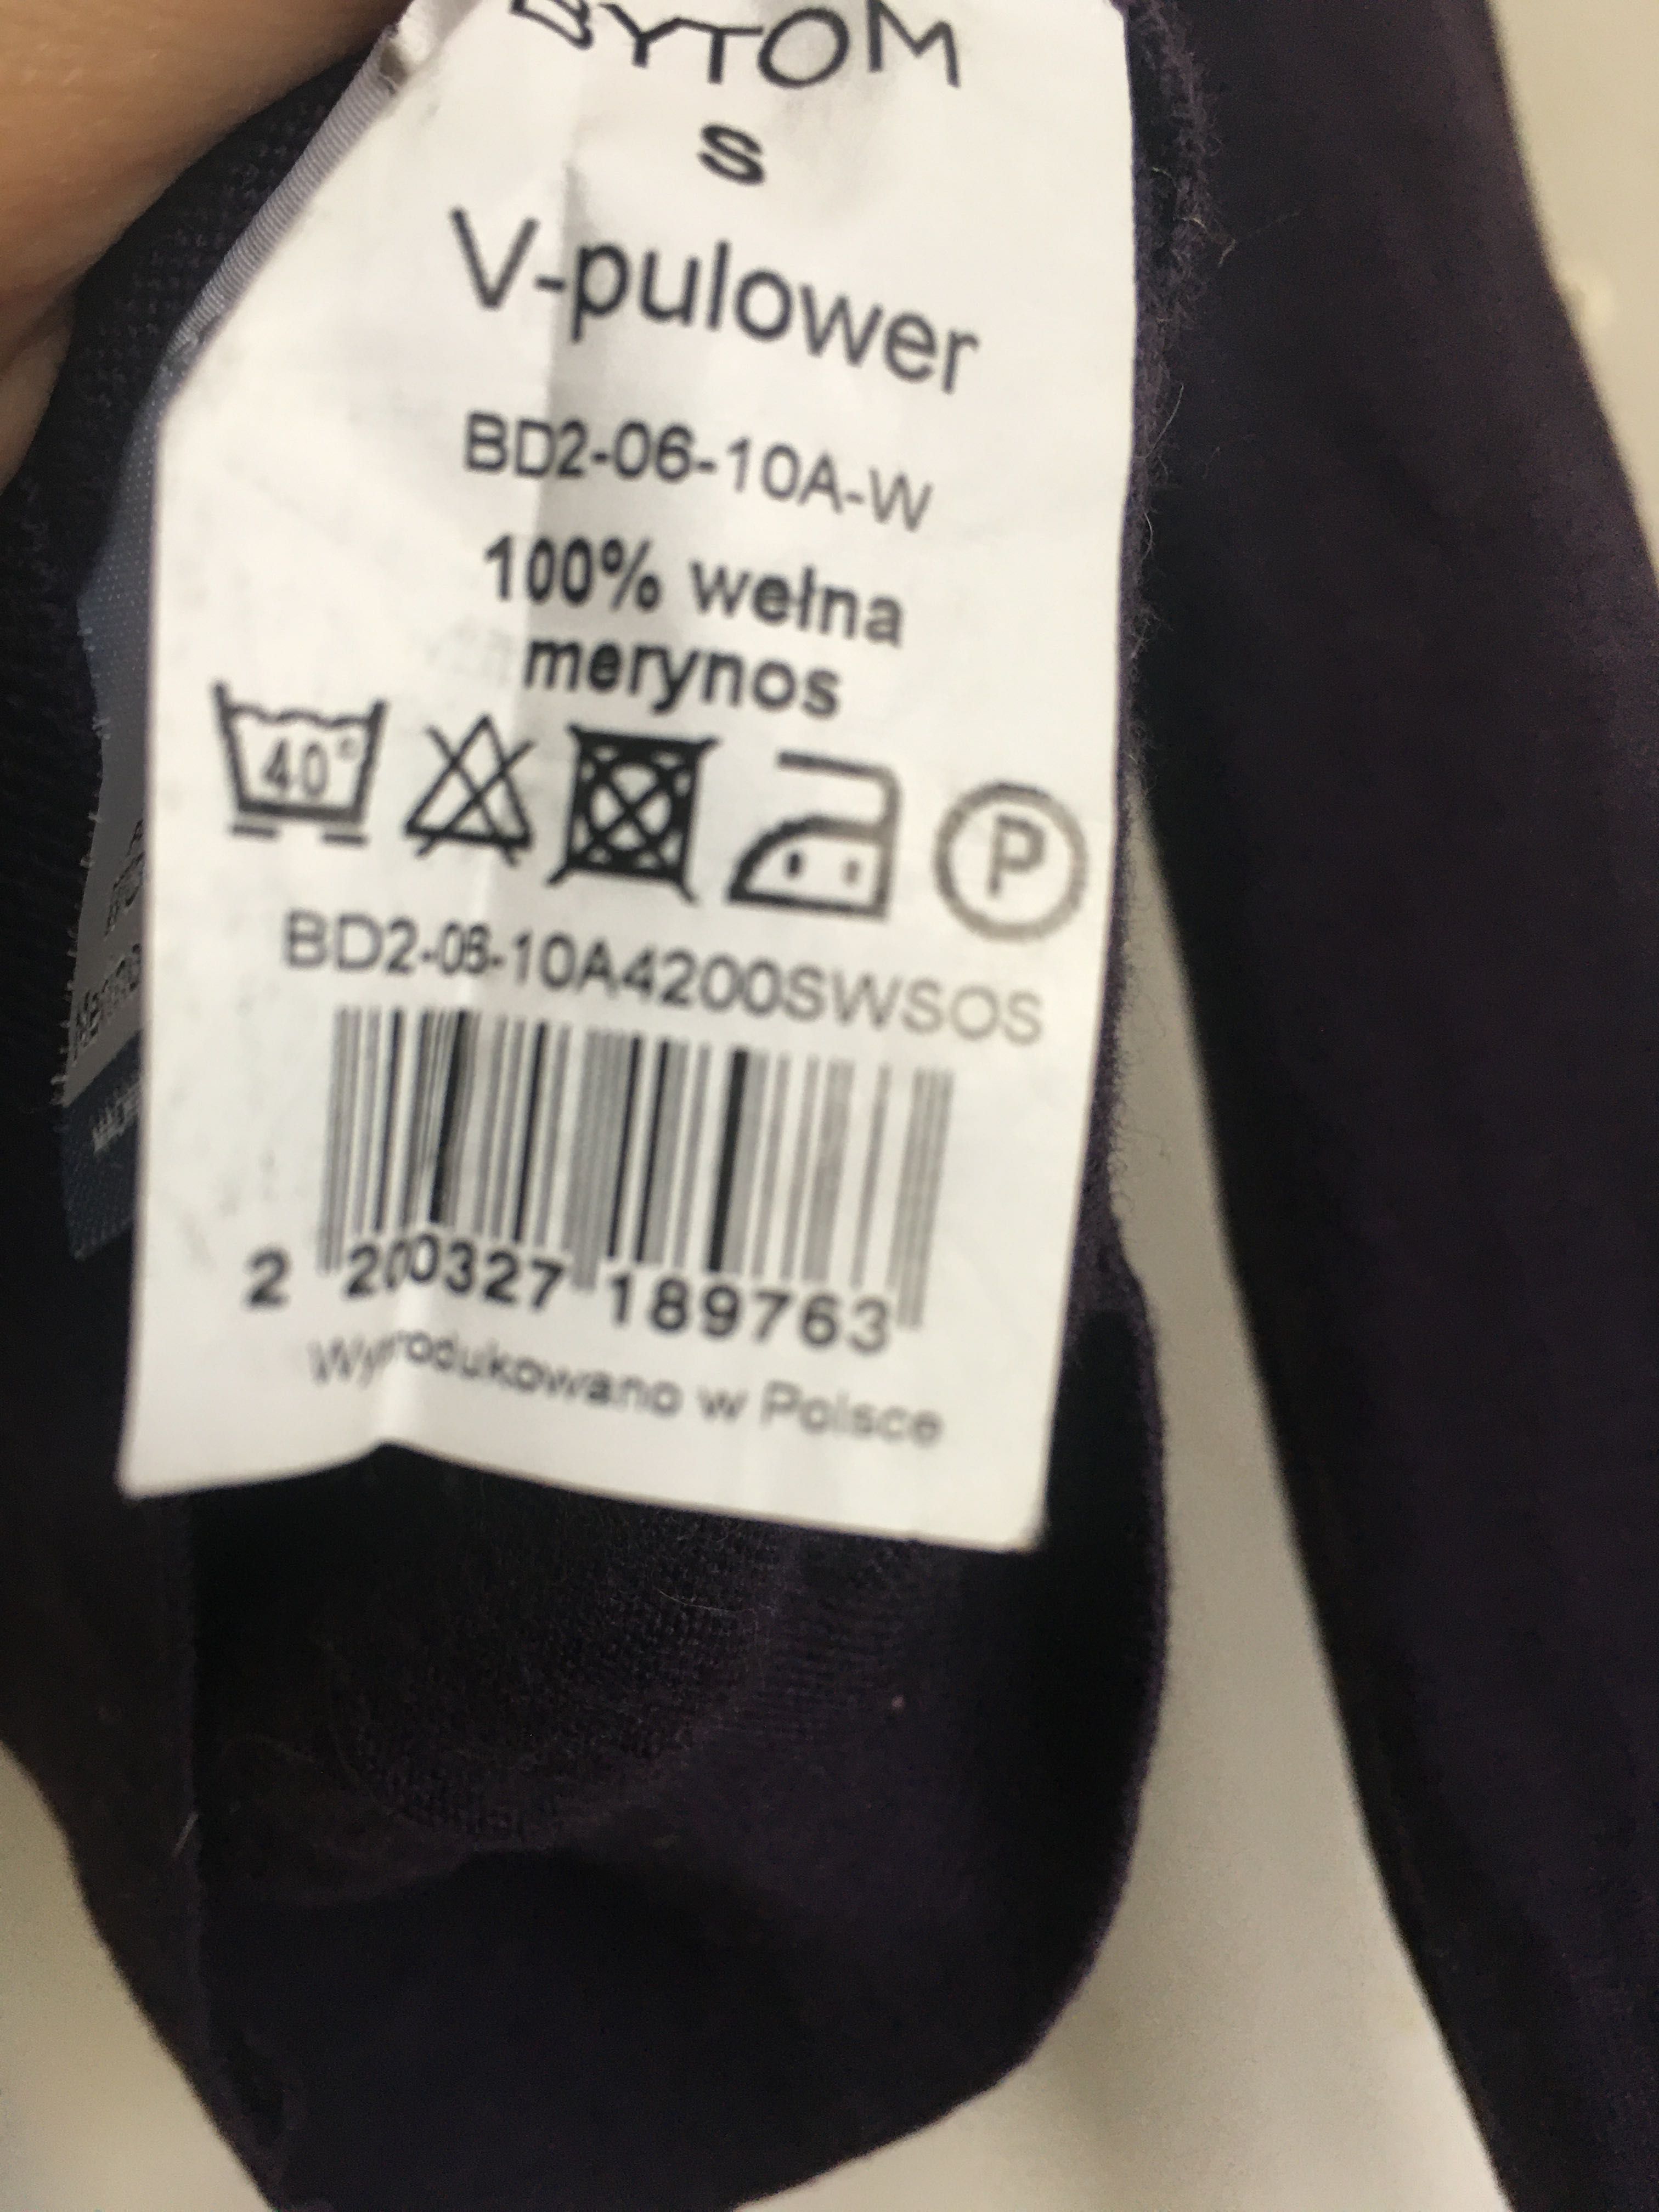 BYTOM
S
V-pulower
BD2-06-10A-W
100% wełna
merynos
40°
P
BD2-06-10A4200SWSOS
2 200327 189763
Wyprodukowano w Polsce